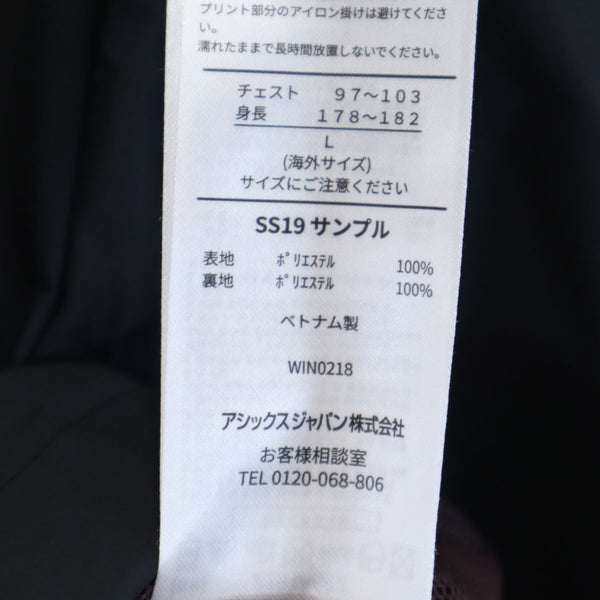 プリント部分のアイロン掛けは避けてくださ
い。
濡れたままで長時間放置しないでください。
チェスト ９７～１０３
身長 １７８～１８２
L
(海外サイズ)
サイズにご注意ください
SS19 サンプル
表地 ﾎﾟﾘｴｽﾃﾙ 100%
裏地 ﾎﾟﾘｴｽﾃﾙ 100%
ベトナム製
WIN0218
アシックスジャパン株式会社
お客様相談室
TEL 0120-068-806